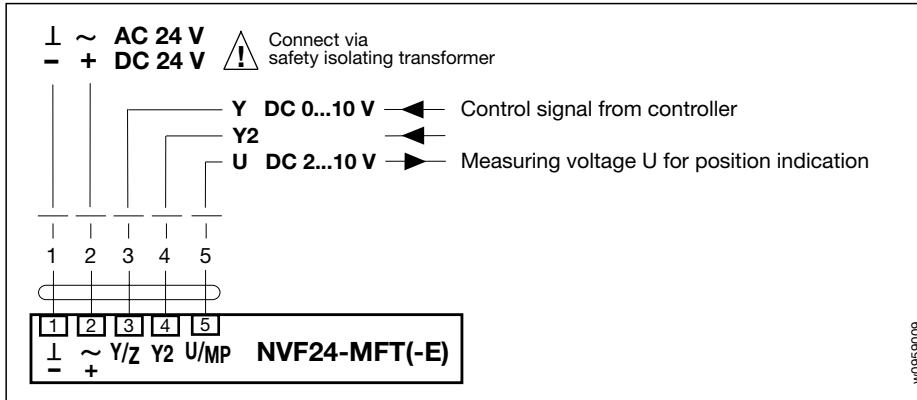 ⊥ ~ AC 24 V
– + DC 24 V
! Connect via
safety isolating transformer
Y DC 0...10 V Control signal from controller
Y2
U DC 2...10 V Measuring voltage U for position indication
1 2 3 4 5
1 2 3 4 5
⊥ ~ Y/Z Y2 U/MP NVF24-MFT(-E)
– +
w0959009